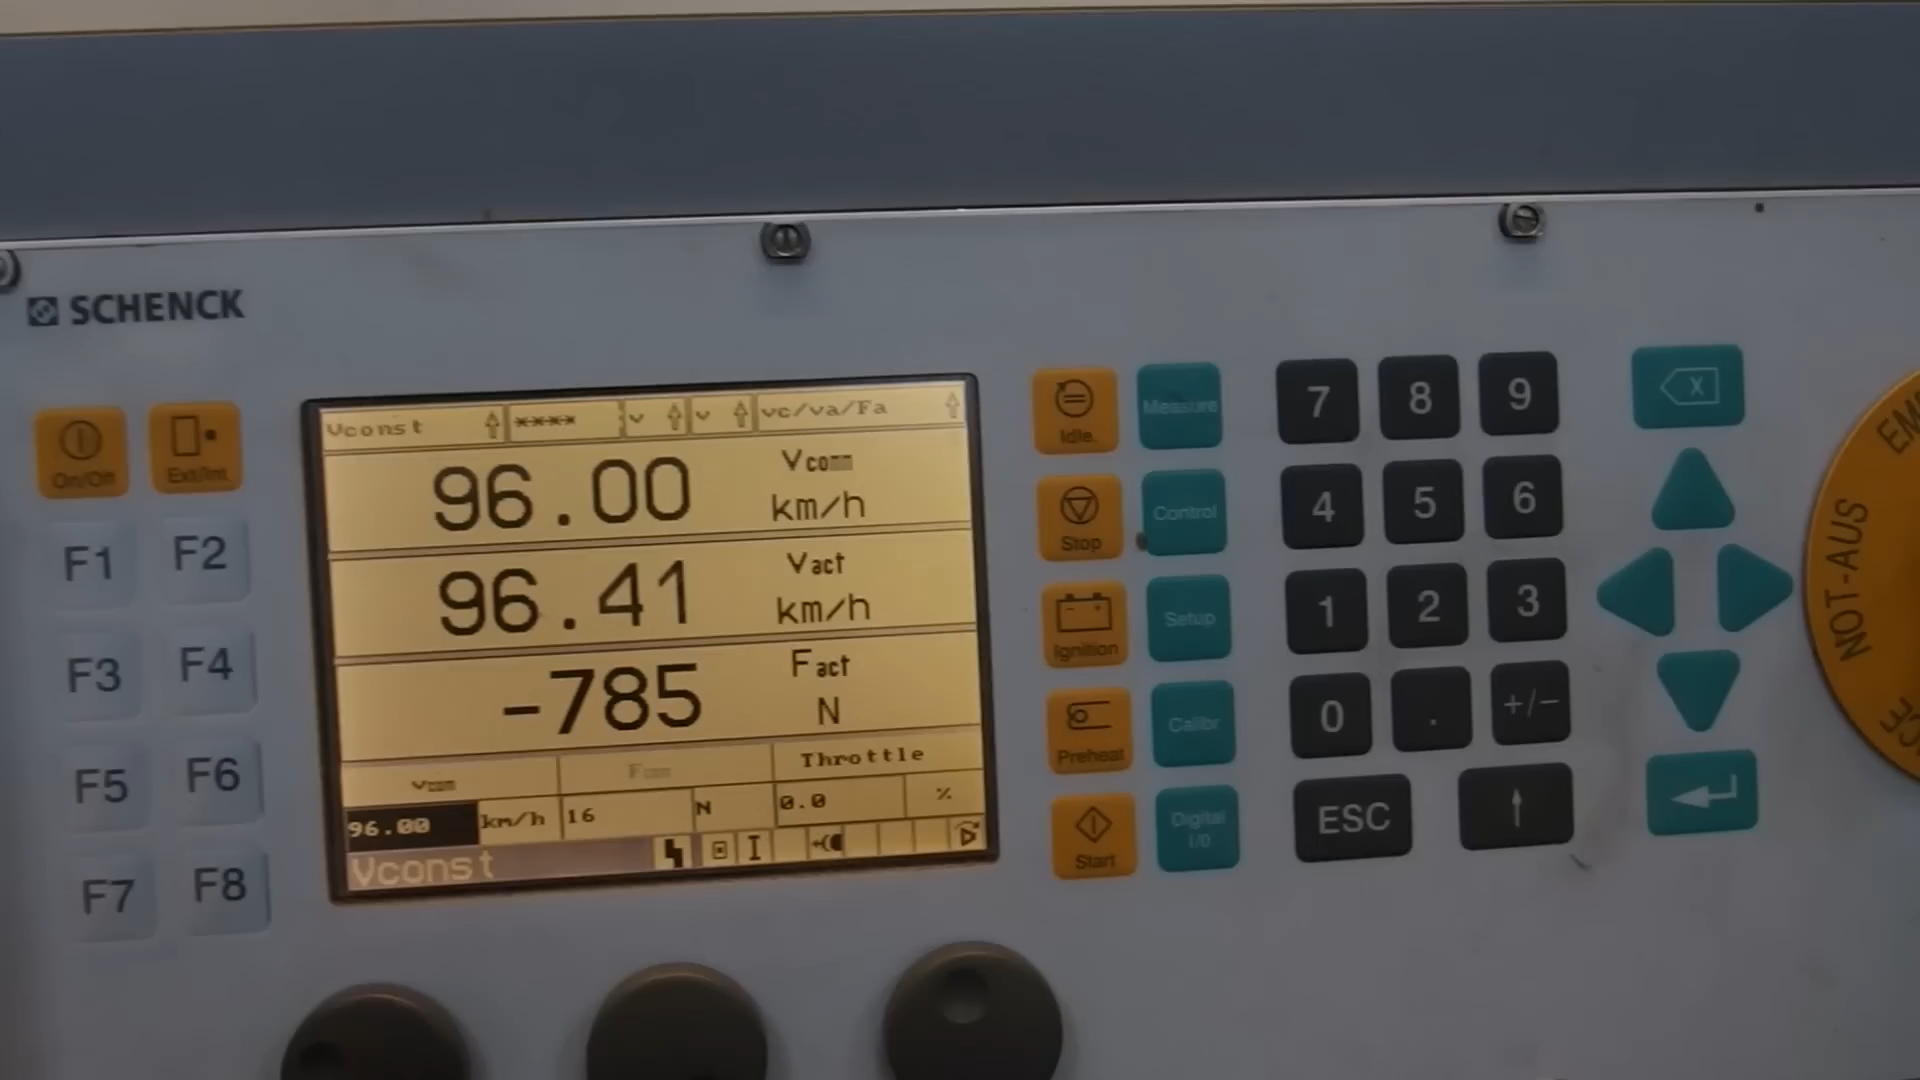 SCHENCK
On/Off
Ext/Int.
F1
F2
F3
F4
F5
F6
F7
F8
Vconst **** v v vc/va/Fa
96.00 Vcomm km/h
96.41 Vact km/h
-785 Fact N
Vcom Throttle
96.00 km/h 16 N 0.0 %
Vconst
Idle.
Measure
Stop
Control
Ignition
Setup
Preheat
Calibr
Start
Digital
I/0
7 8 9
4 5 6
1 2 3
0 . +/−
ESC
X
NOT-AUS